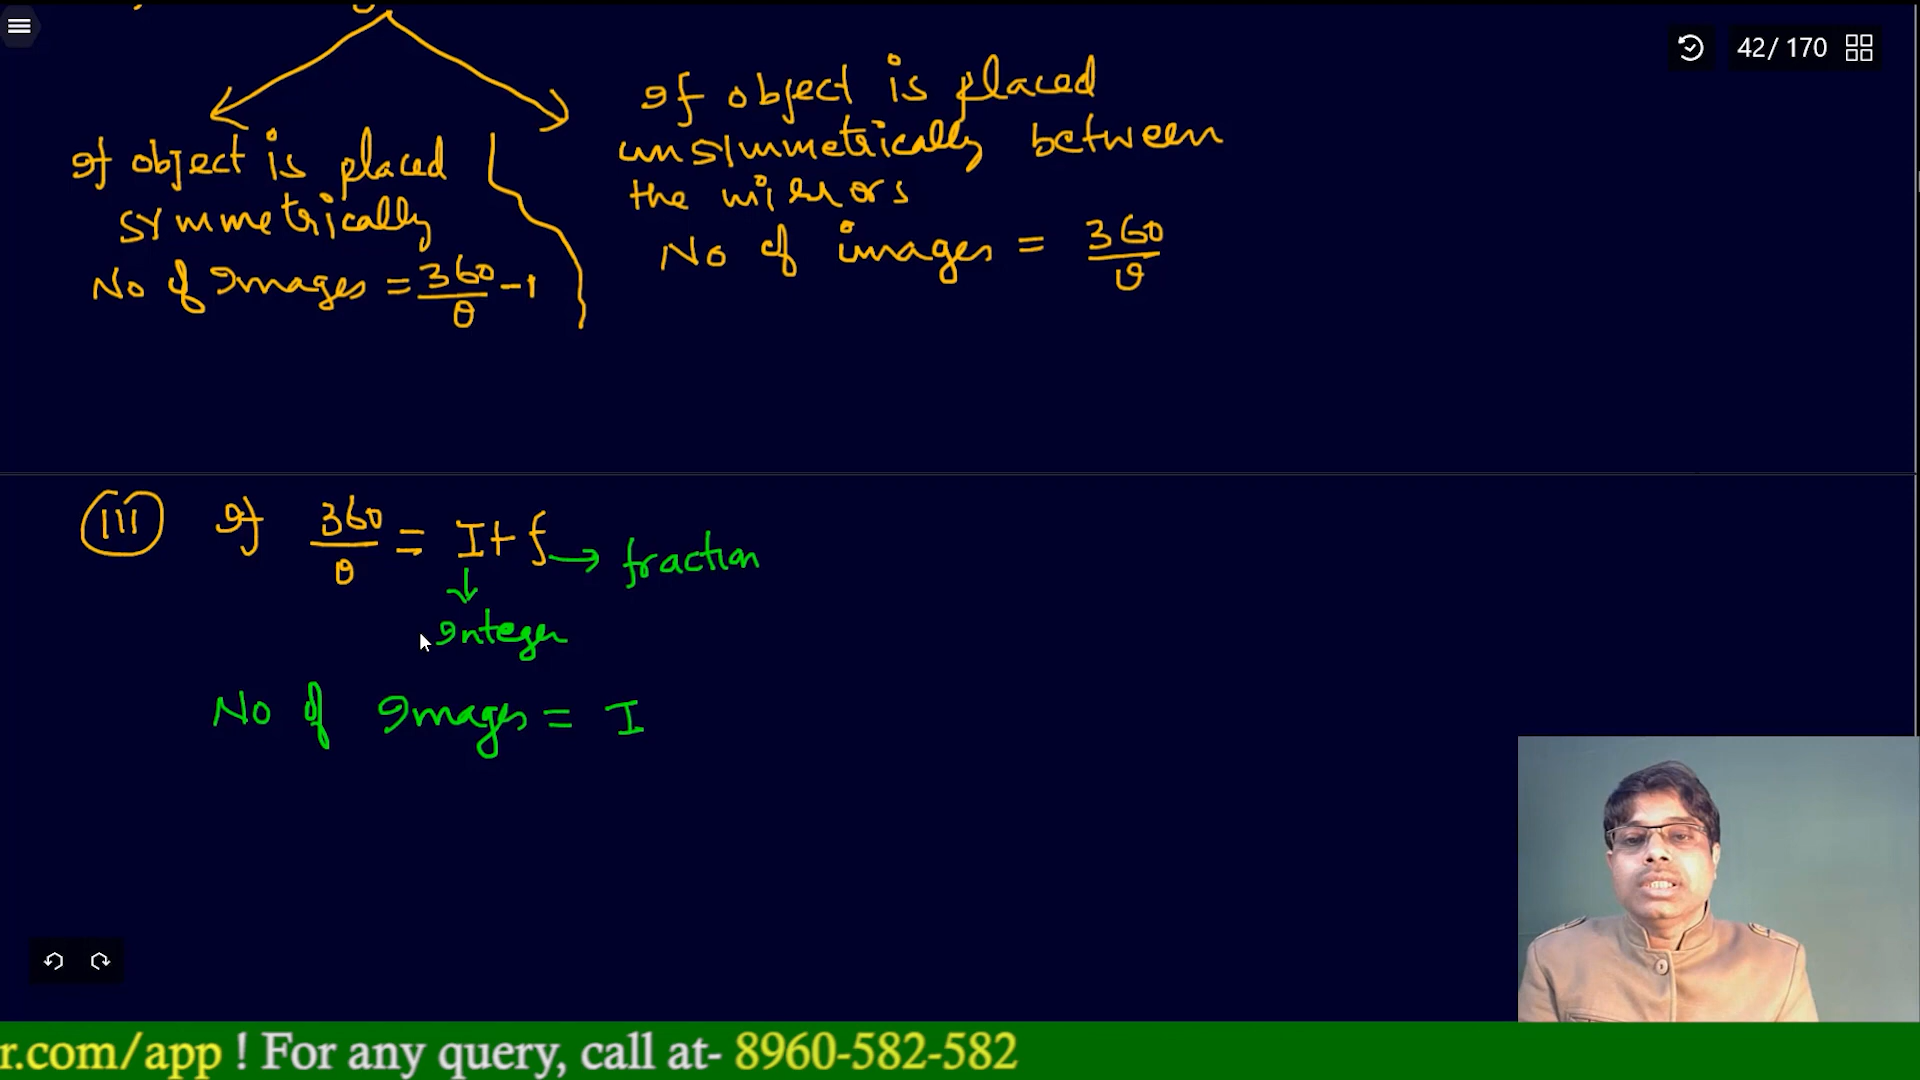 42/ 170
If object is placed
symmetrically
No of Images = 360/θ -1
If object is placed
unsymmetrically between
the mirrors
No of images = 360/θ
III If 360/θ = I + f → fraction
↓
Integer
No of Images = I
r.com/app ! For any query, call at- 8960-582-582